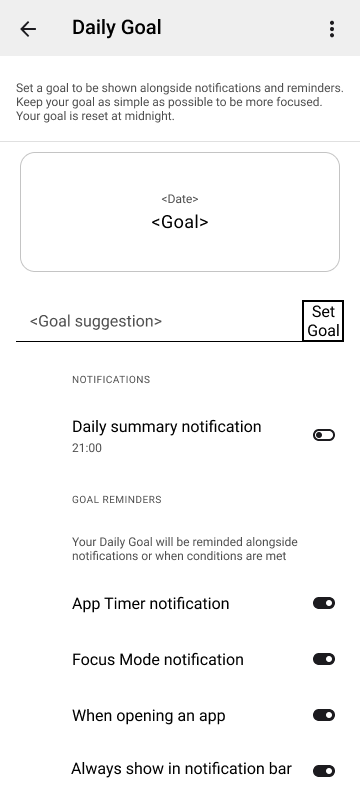 Daily Goal
Set a goal to be shown alongside notifications and reminders.
Keep your goal as simple as possible to be more focused.
Your goal is reset at midnight.
<Date>
<Goal>
<Goal suggestion>
Set
Goal
NOTIFICATIONS
Daily summary notification
21:00
GOAL REMINDERS
Your Daily Goal will be reminded alongside
notifications or when conditions are met
App Timer notification
Focus Mode notification
When opening an app
Always show in notification bar